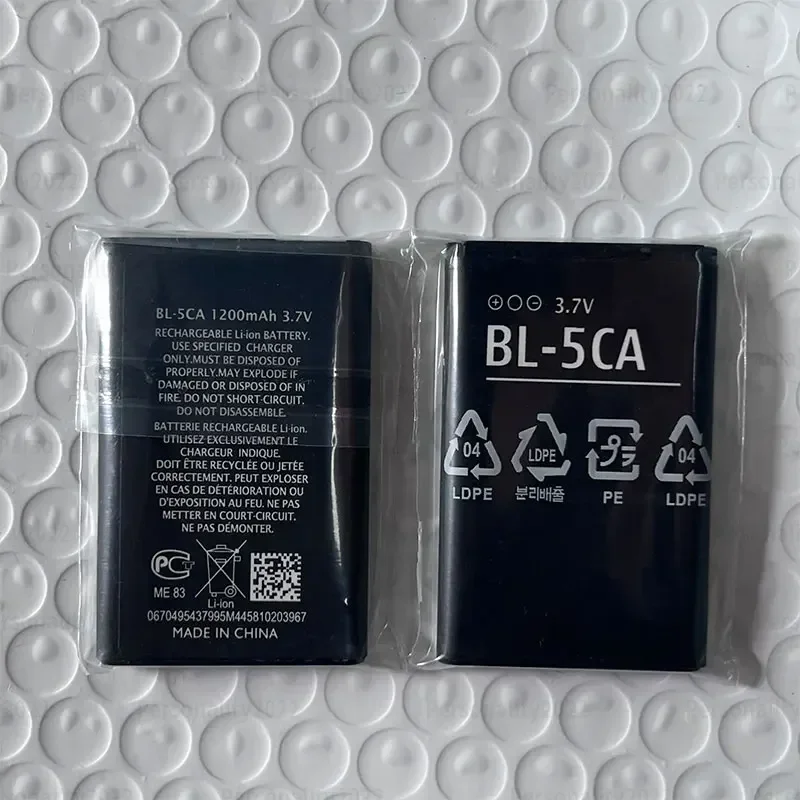 BL-5CA 1200mAh 3.7V
RECHARGEABLE Li-ion BATTERY.
USE SPECIFIED CHARGER
ONLY.MUST BE DISPOSED OF
PROPERLY.MAY EXPLODE IF
DAMAGED OR DISPOSED OF IN
FIRE. DO NOT SHORT-CIRCUIT.
DO NOT DISASSEMBLE.
BATTERIE RECHARGEABLE Li-ion.
UTILISEZ EXCLUSIVEMENT LE
CHARGEUR INDIQUE.
DOIT ÊTRE RECYCLÉE OU JETÉE
CORRECTEMENT. PEUT EXPLOSER
EN CAS DE DÉTÉRIORATION OU
D'EXPOSITION AU FEU. NE PAS
METTRE EN COURT-CIRCUIT.
NE PAS DÉMONTER.
PCT
ME 83
Li-ion
0670495437995M445810203967
MADE IN CHINA
⊕○⊖ 3.7V
BL-5CA
04 LDPE プラ 04
LDPE 분리배출 PE LDPE
Personality2022